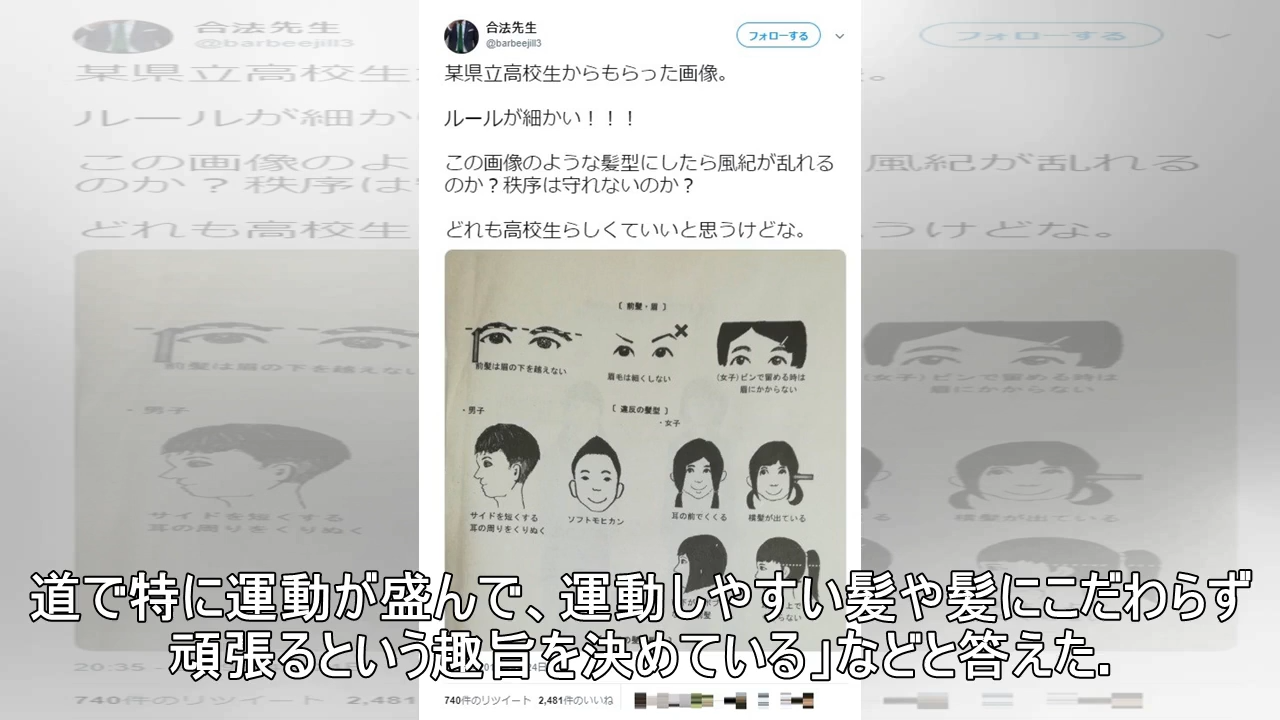 合法先生
@barbeejill3
フォローする
某県立高校生からもらった画像。
ルールが細かい！！！
この画像のような髪型にしたら風紀が乱れる
のか？秩序は守れないのか？
どれも高校生らしくていいと思うけどな。
〔 前髪・眉 〕
前髪は眉の下を越えない
眉毛は細くしない
(女子)ピンで留める時は
眉にかからない
〔 違反の髪型 〕
・男子
・女子
サイドを短くする
耳の周りをくりぬく
ソフトモヒカン
耳の前でくくる
横髪が出ている
道で特に運動が盛んで、運動しやすい髪や髪にこだわらず
頑張るという趣旨を決めている」などと答えた.
740件のリツイート 2,481件のいいね